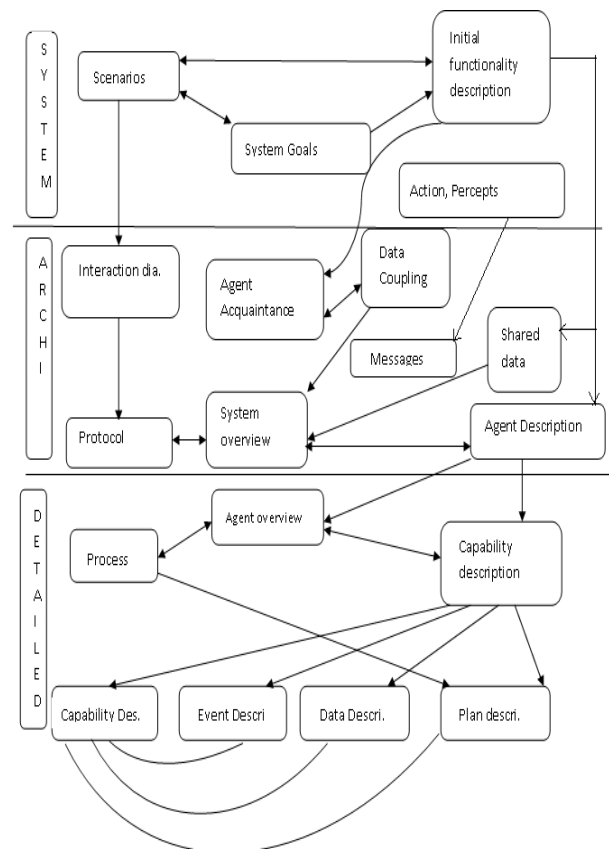 S
Y
S
T
E
M
Scenarios
Initial
functionality
description
System Goals
Action, Percepts
A
R
C
H
I
Interaction dia.
Agent
Acquaintance
Data
Coupling
Messages
Shared
data
Protocol
System
overview
Agent Description
D
E
T
A
I
L
E
D
Process
Agent overview
Capability
description
Capability Des.
Event Descri
Data Descri.
Plan descri.